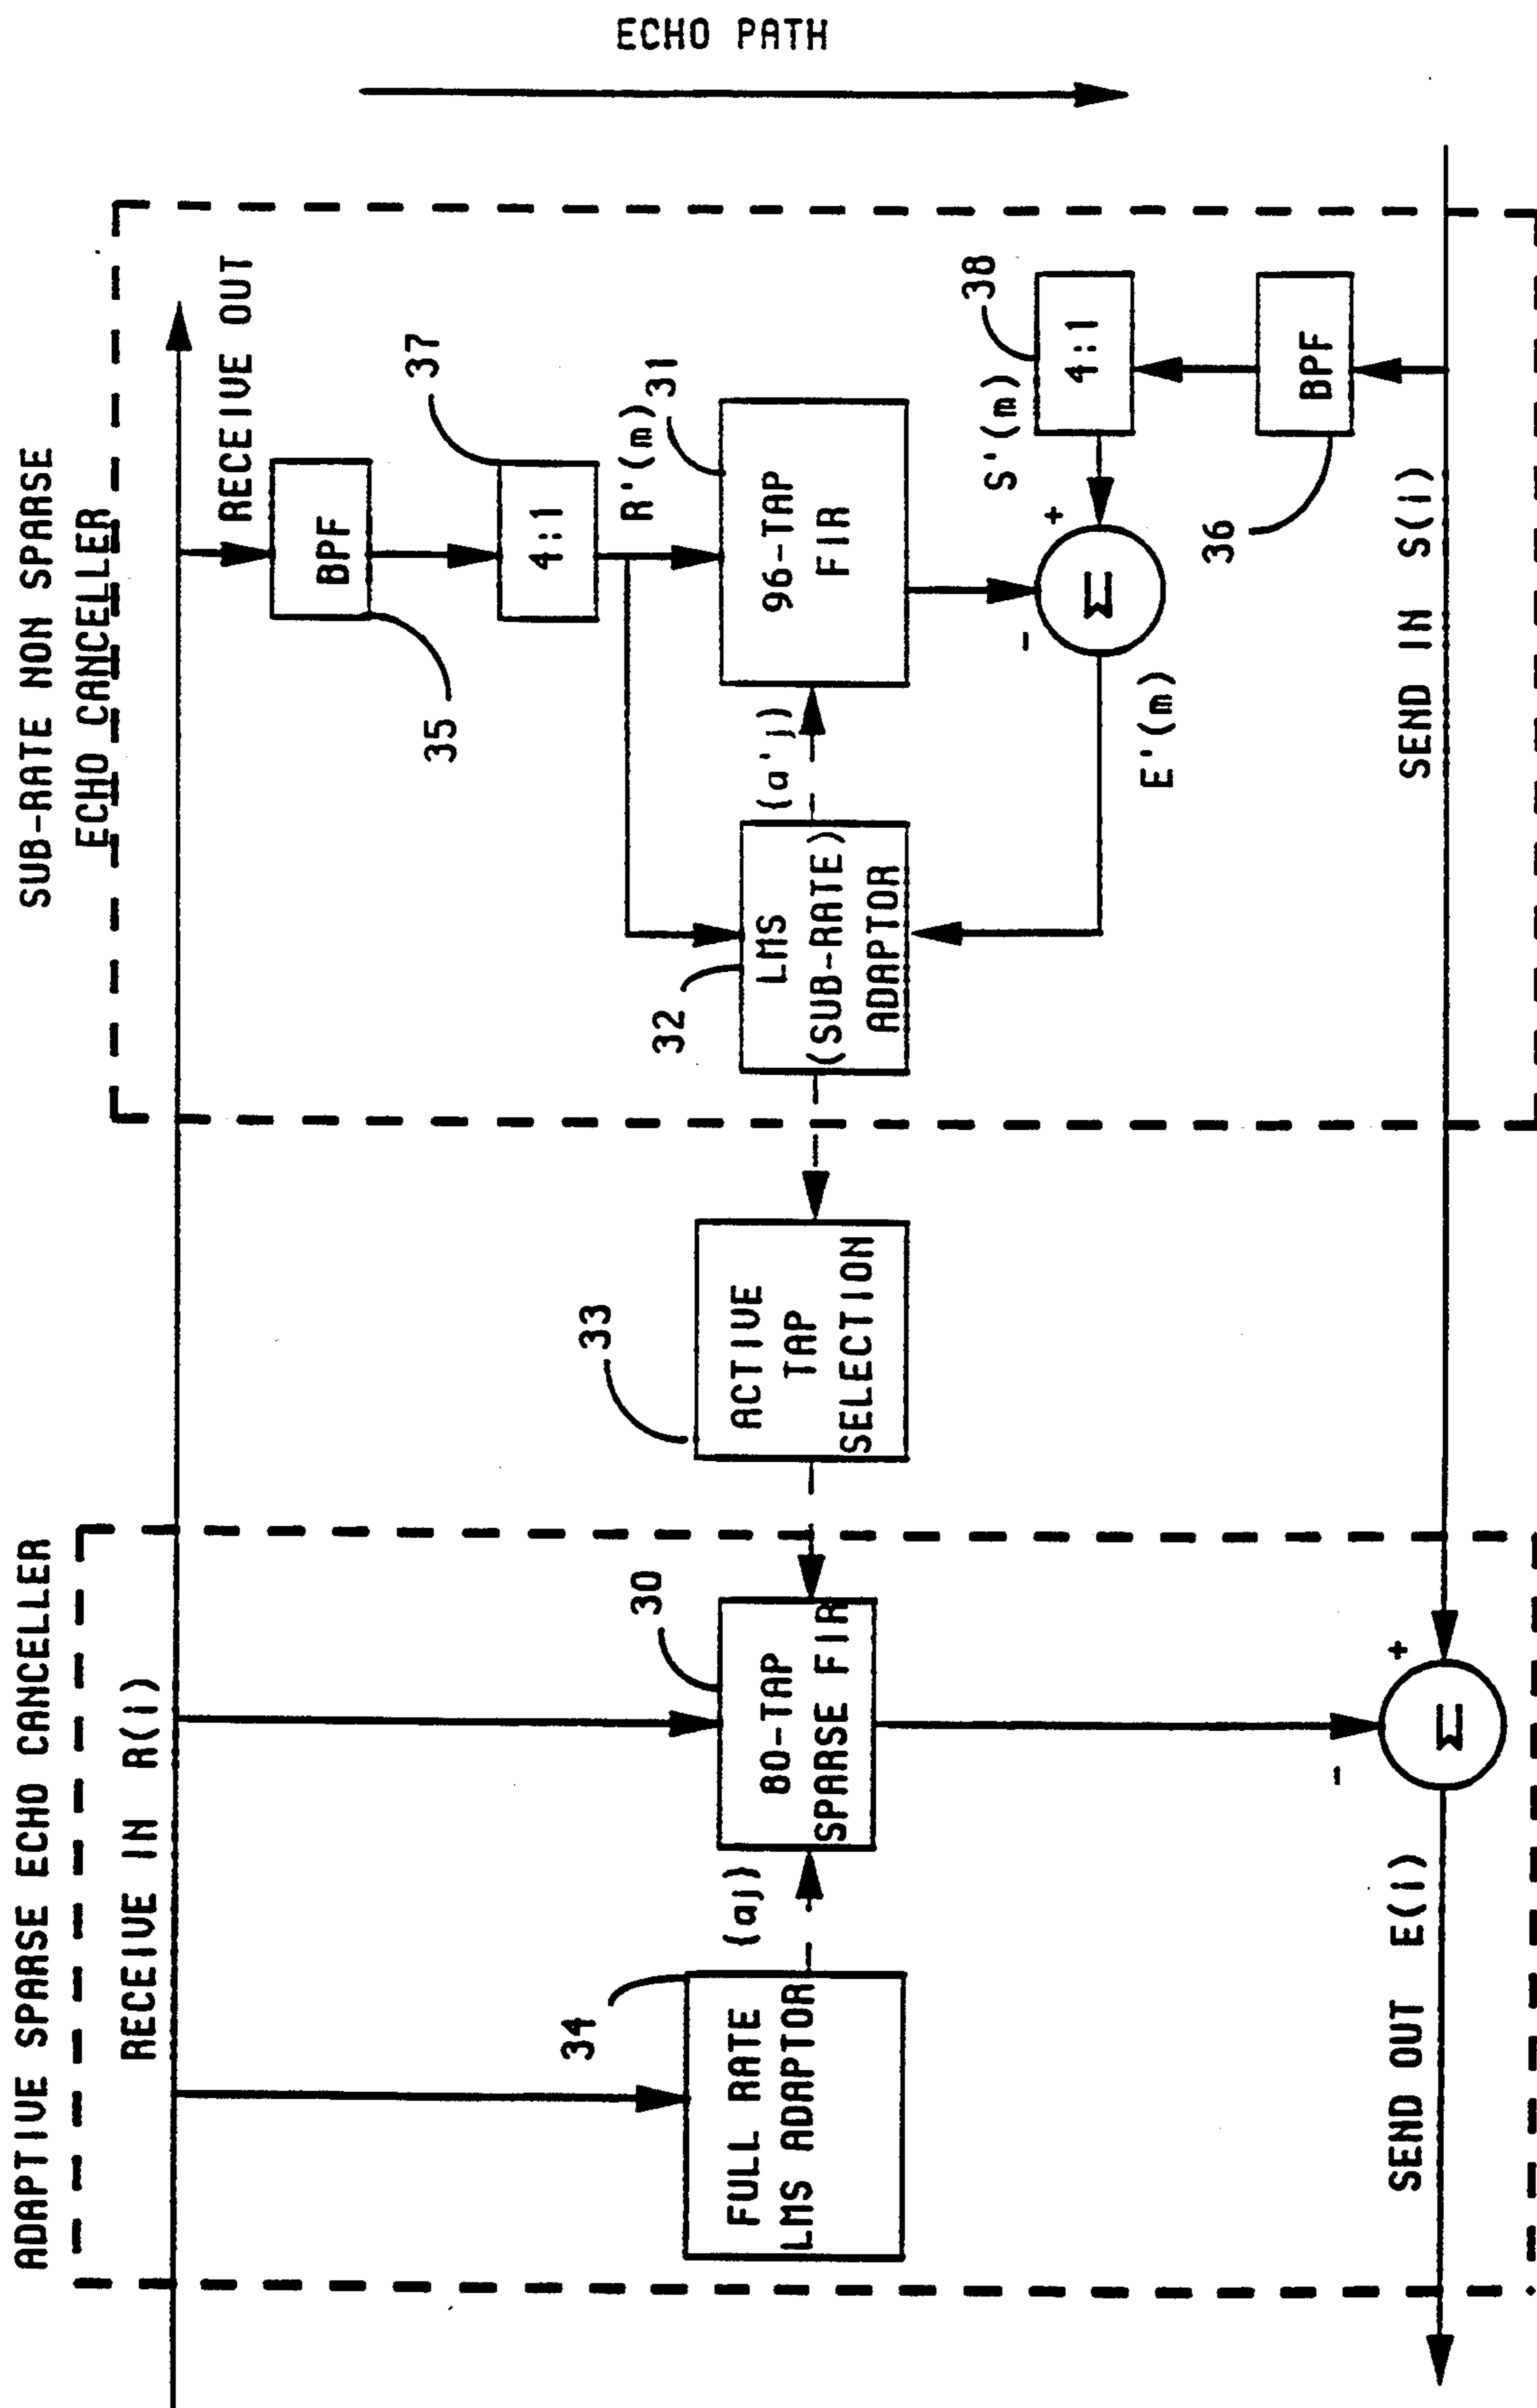 ADAPTIVE SPARSE ECHO CANCELLER
RECEIVE IN R(i)
34
FULL RATE
LMS ADAPTOR
{aj}
30
80-TAP
SPARSE FIR
-
+
Σ
SEND OUT E(i)
33
ACTIVE
TAP
SELECTION
SUB-RATE NON SPARSE
ECHO CANCELLER
RECEIVE OUT
BPF
35
4:1
37
R'(m)
31
96-TAP
FIR
{a'j}
32
LMS
(SUB-RATE)
ADAPTOR
-
+
Σ
E'(m)
S'(m)
38
4:1
BPF
36
SEND IN S(i)
ECHO PATH